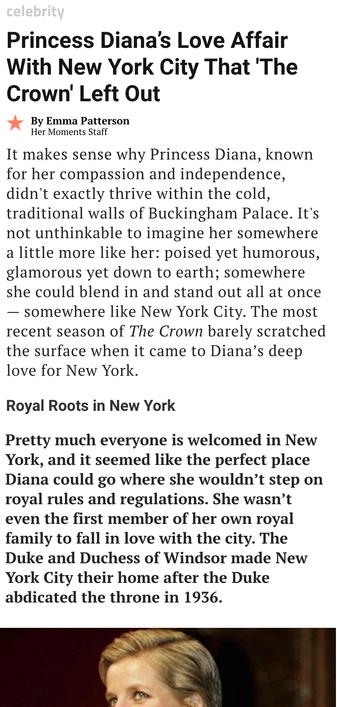 celebrity
Princess Diana’s Love Affair
With New York City That 'The
Crown' Left Out
By Emma Patterson
Her Moments Staff
It makes sense why Princess Diana, known
for her compassion and independence,
didn't exactly thrive within the cold,
traditional walls of Buckingham Palace. It's
not unthinkable to imagine her somewhere
a little more like her: poised yet humorous,
glamorous yet down to earth; somewhere
she could blend in and stand out all at once
— somewhere like New York City. The most
recent season of The Crown barely scratched
the surface when it came to Diana’s deep
love for New York.
Royal Roots in New York
Pretty much everyone is welcomed in New
York, and it seemed like the perfect place
Diana could go where she wouldn’t step on
royal rules and regulations. She wasn’t
even the first member of her own royal
family to fall in love with the city. The
Duke and Duchess of Windsor made New
York City their home after the Duke
abdicated the throne in 1936.